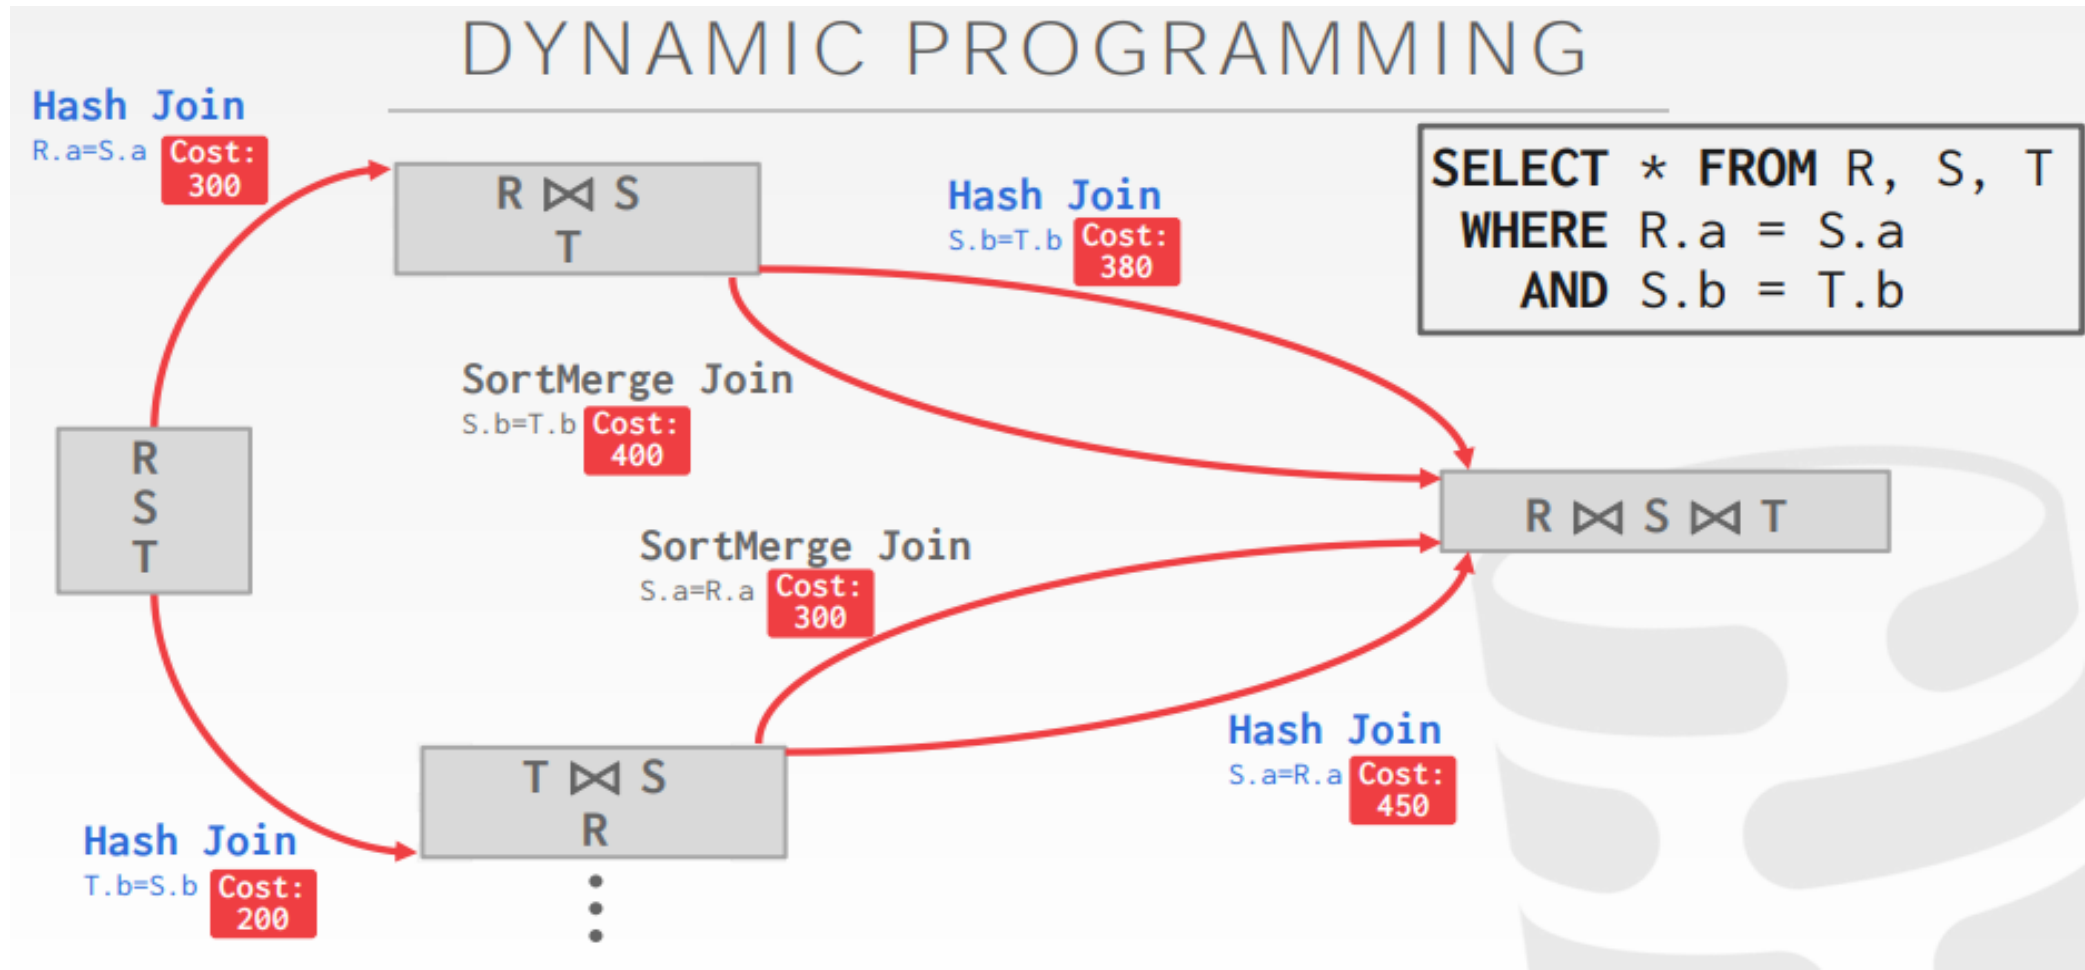 DYNAMIC PROGRAMMING
Hash Join
R.a=S.a
Cost:
300
R ⋈ S
T
Hash Join
S.b=T.b
Cost:
380
SELECT * FROM R, S, T
WHERE R.a = S.a
AND S.b = T.b
SortMerge Join
S.b=T.b
Cost:
400
R
S
T
R ⋈ S ⋈ T
SortMerge Join
S.a=R.a
Cost:
300
T ⋈ S
R
Hash Join
S.a=R.a
Cost:
450
Hash Join
T.b=S.b
Cost:
200